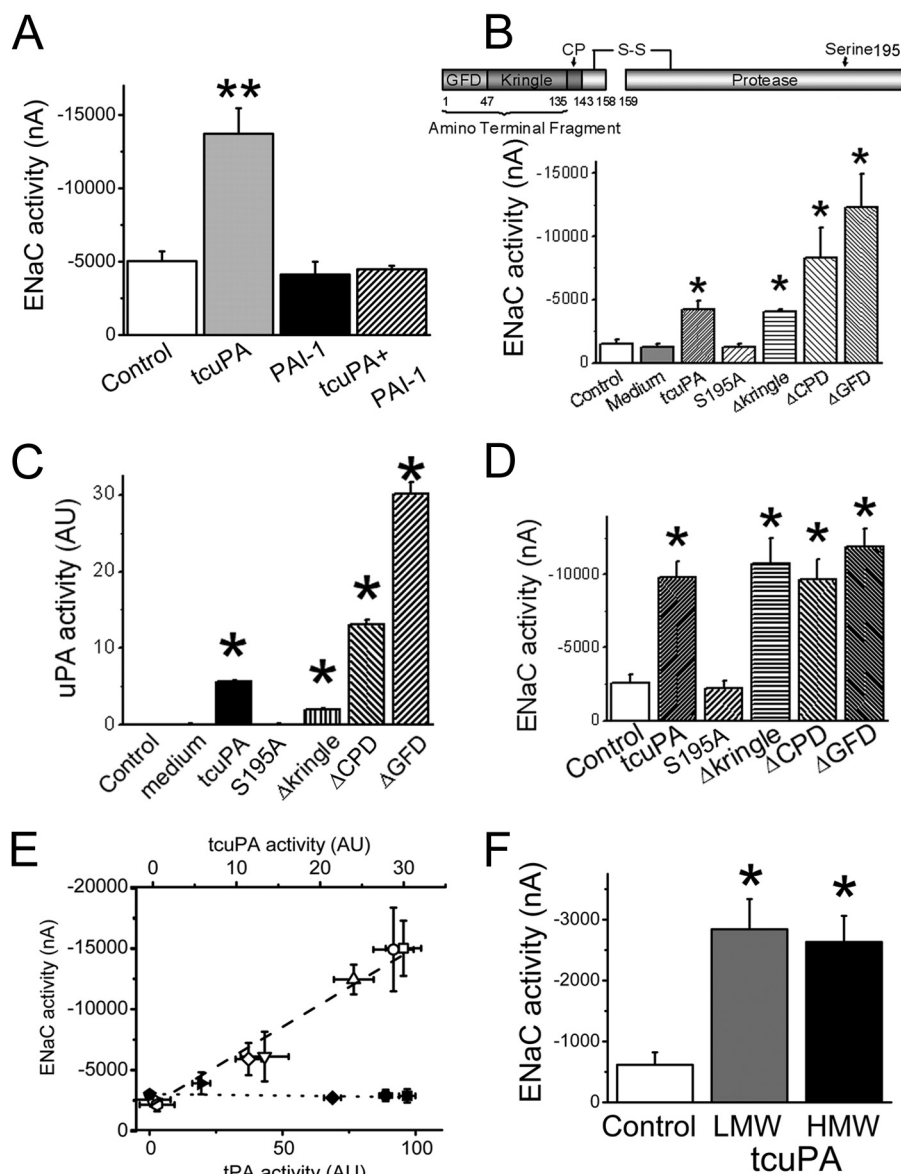 A
ENaC activity (nA)
-15000
-10000
-5000
0
**
Control
tcuPA
PAI-1
tcuPA+
PAI-1
B
CP
S-S
Serine195
GFD
Kringle
Protease
1
47
135
143
158
159
Amino Terminal Fragment
ENaC activity (nA)
-15000
-10000
-5000
0
*
*
*
*
Control
Medium
tcuPA
S195A
Δkringle
ΔCPD
ΔGFD
C
uPA activity (AU)
30
20
10
0
*
*
*
*
Control
medium
tcuPA
S195A
Δkringle
ΔCPD
ΔGFD
D
ENaC activity (nA)
-10000
-5000
0
*
*
*
*
Control
tcuPA
S195A
Δkringle
ΔCPD
ΔGFD
E
tcuPA activity (AU)
0 10 20 30
ENaC activity (nA)
-20000
-15000
-10000
-5000
0
0 50 100
tPA activity (AU)
F
ENaC activity (nA)
-3000
-2000
-1000
0
*
*
Control LMW HMW
tcuPA